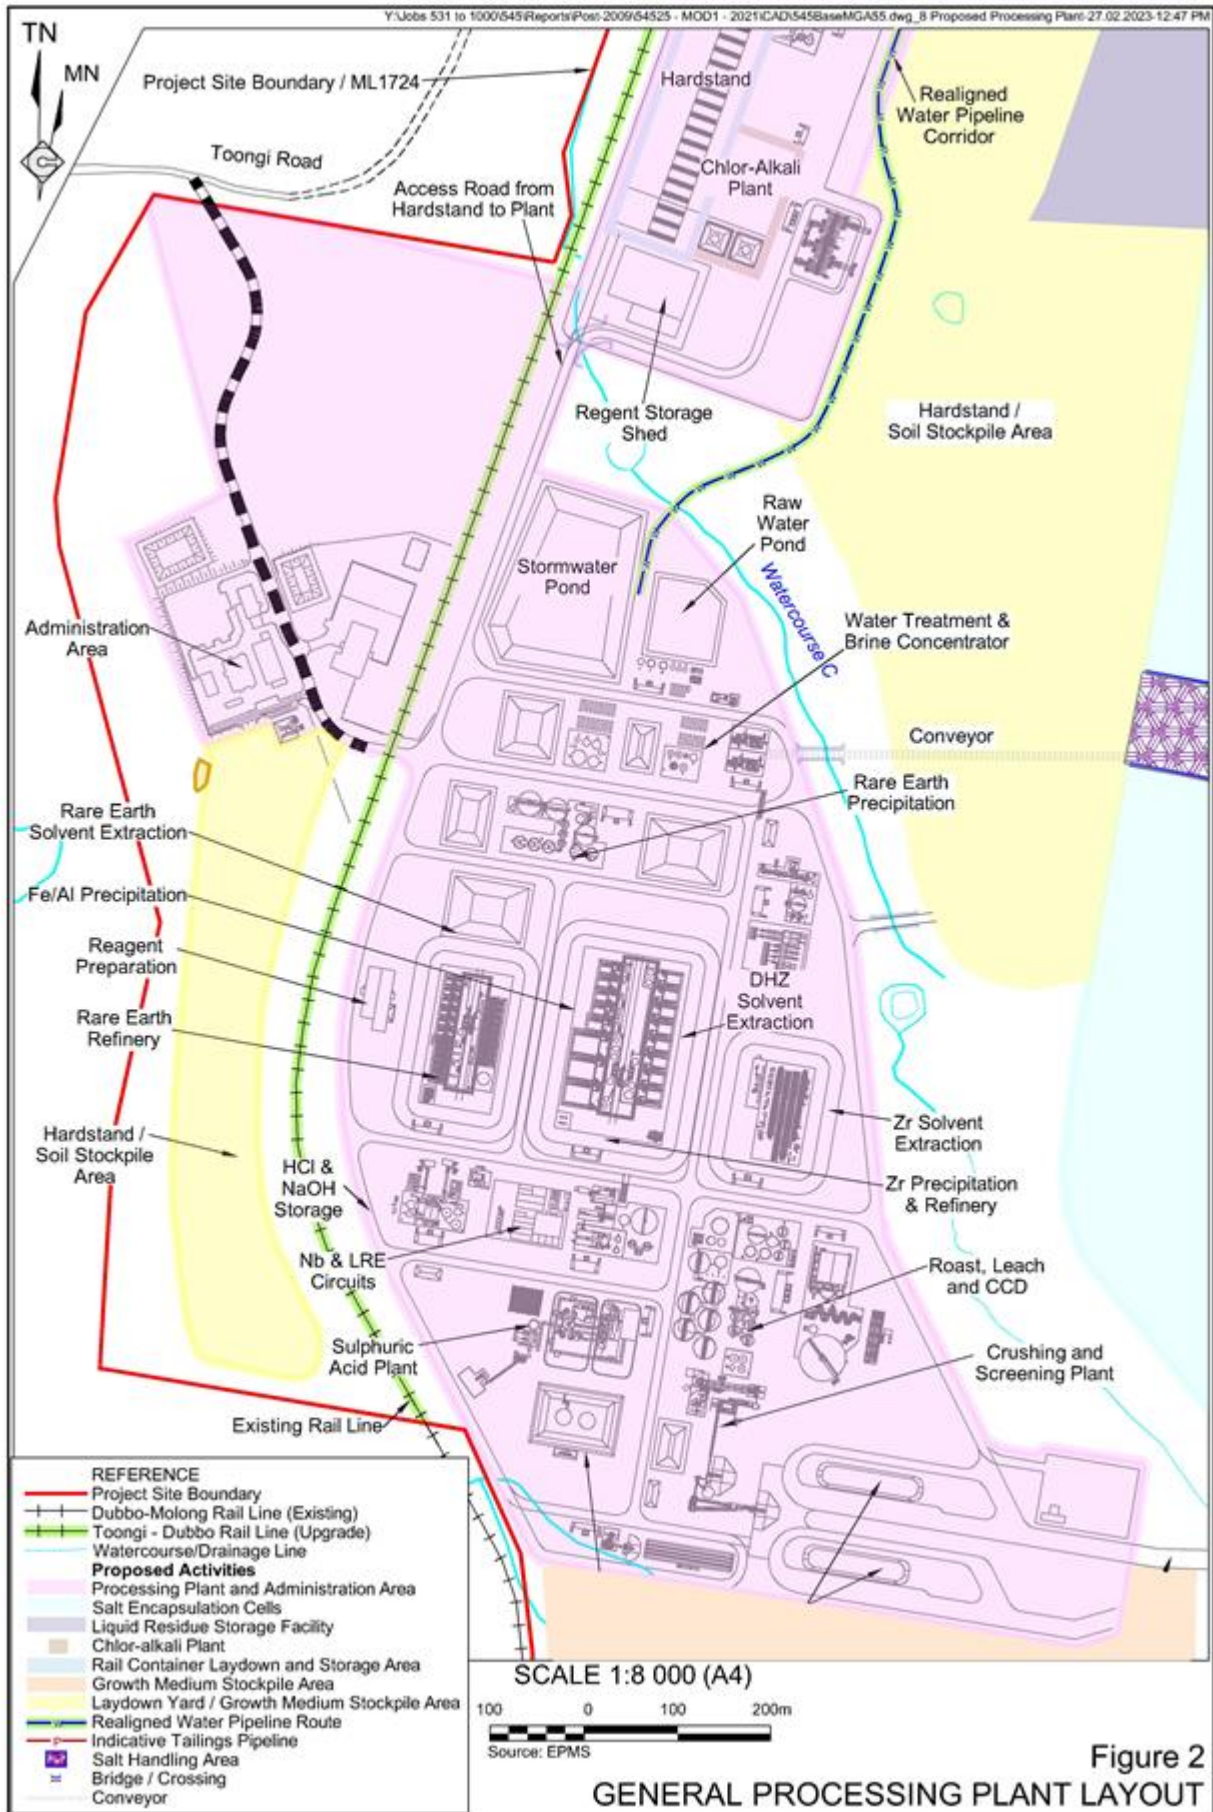 Y:\Jobs 531 to 1000\545\Reports\Post-2009\54525 - MOD1 - 2021\CAD\545BaseMGA55.dwg_8 Proposed Processing Plant-27.02.2023-12:47 PM
TN
MN
Project Site Boundary / ML1724
Toongi Road
Access Road from
Hardstand to Plant
Hardstand
Chlor-Alkali
Plant
Realigned
Water Pipeline
Corridor
Regent Storage
Shed
Hardstand /
Soil Stockpile Area
Raw
Water
Pond
Stormwater
Pond
Watercourse C
Water Treatment &
Brine Concentrator
Administration
Area
Conveyor
Rare Earth
Precipitation
Rare Earth
Solvent Extraction
Fe/Al Precipitation
Reagent
Preparation
Rare Earth
Refinery
DHZ
Solvent
Extraction
Hardstand /
Soil Stockpile
Area
Zr Solvent
Extraction
HCl &
NaOH
Storage
Zr Precipitation
& Refinery
Nb & LRE
Circuits
Roast, Leach
and CCD
Sulphuric
Acid Plant
Crushing and
Screening Plant
Existing Rail Line
REFERENCE
Project Site Boundary
Dubbo-Molong Rail Line (Existing)
Toongi - Dubbo Rail Line (Upgrade)
Watercourse/Drainage Line
Proposed Activities
Processing Plant and Administration Area
Salt Encapsulation Cells
Liquid Residue Storage Facility
Chlor-alkali Plant
Rail Container Laydown and Storage Area
Growth Medium Stockpile Area
Laydown Yard / Growth Medium Stockpile Area
Realigned Water Pipeline Route
Indicative Tailings Pipeline
Salt Handling Area
Bridge / Crossing
Conveyor
SCALE 1:8 000 (A4)
100 0 100 200m
Source: EPMS
Figure 2
GENERAL PROCESSING PLANT LAYOUT